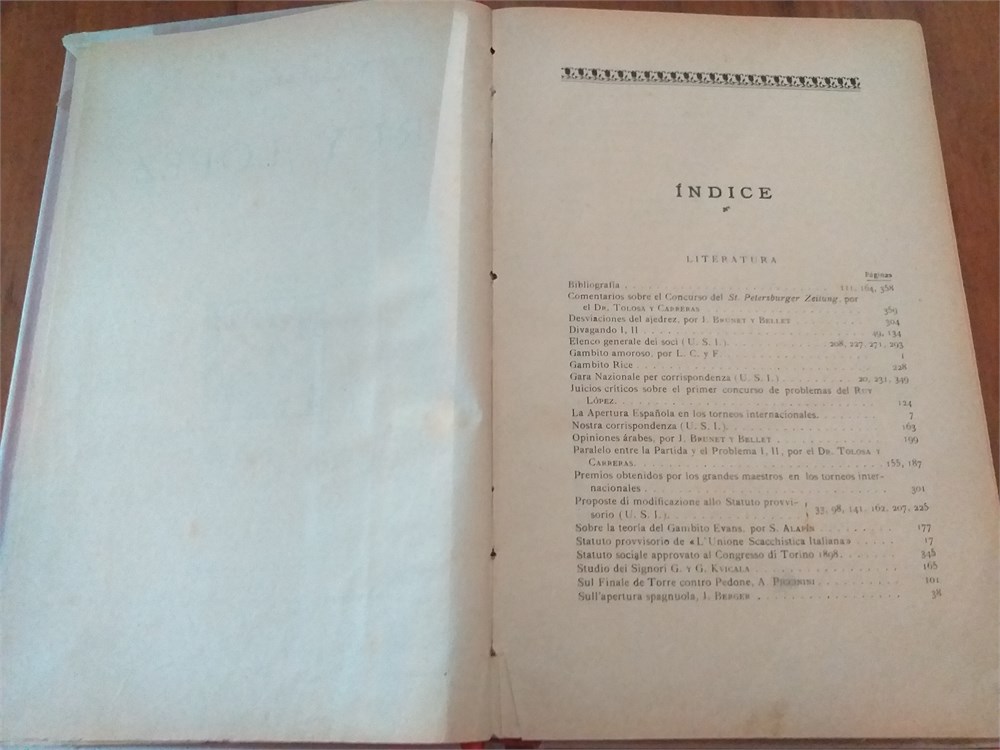 ÍNDICE
LITERATURA
Páginas
Bibliografía . . . 111, 164, 358
Comentarios sobre el Concurso del St. Petersburger Zeitung, por
el DR. TOLOSA Y CARRERAS . . . 369
Desviaciones del ajedrez, por J. BRUNET Y BELLET . . . 304
Divagando I, II . . . 49, 134
Elenco generale dei soci (U. S. I.) . . . 208, 227, 271, 293
Gambito amoroso, por L. C. y F. . . . 1
Gambito Rice . . . 228
Gara Nazionale per corrispondenza (U. S. I.) . . . 20, 231, 349
Juicios críticos sobre el primer concurso de problemas del REY
LÓPEZ. . . . 124
La Apertura Española en los torneos internacionales. . . . 7
Nostra corrispondenza (U. S. I.) . . . 163
Opiniones árabes, por J. BRUNET Y BELLET . . . 199
Paralelo entre la Partida y el Problema I, II, por el DR. TOLOSA Y
CARRERAS. . . . 155, 187
Premios obtenidos por los grandes maestros en los torneos inter-
nacionales . . . 301
Proposte di modificazione allo Statuto provvi-
sorio (U. S. I.). . . . 33, 98, 141, 162, 207, 225
Sobre la teoría del Gambito Evans, por S. ALAPÍN . . . 177
Statuto provvisorio de «L'Unione Scacchistica Italiana» . . . 17
Statuto sociale approvato al Congresso di Torino 1898. . . . 345
Studio dei Signori G. Y G. KVICALA . . . 165
Sul Finale de Torre contro Pedone, A. . . . 101
Sull'apertura spagnuola, J. BERGER . . . 38